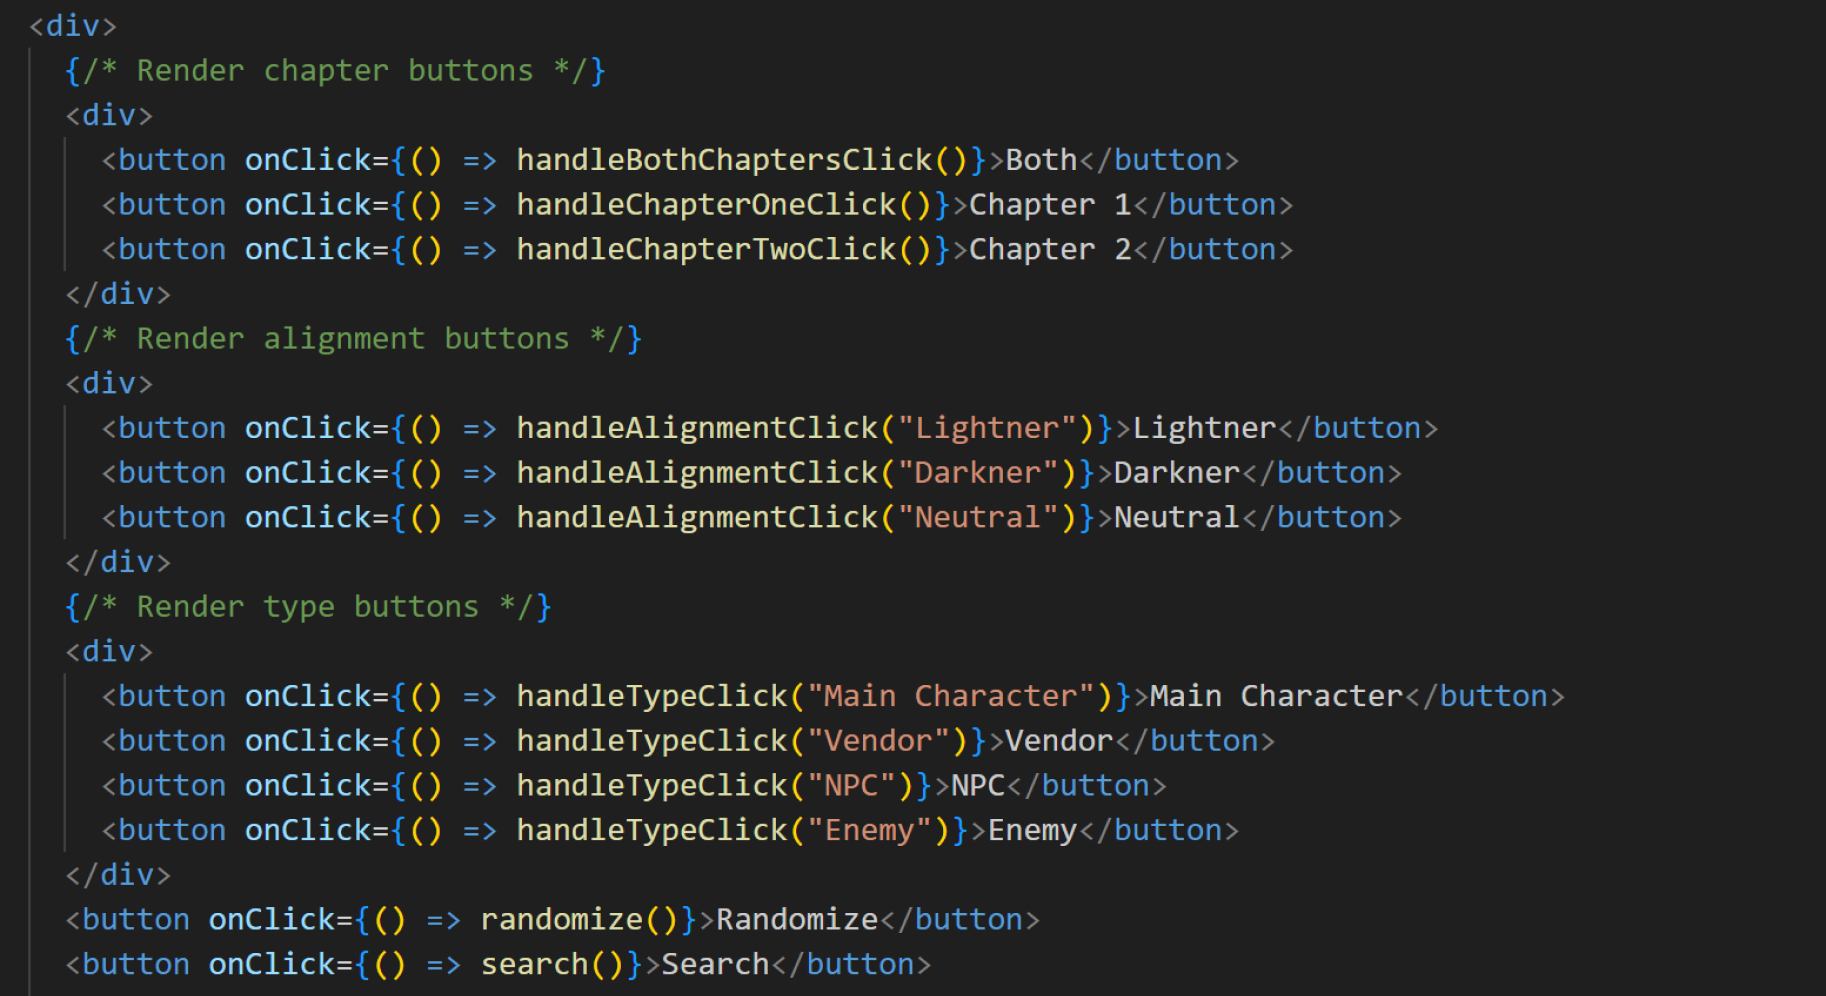 <div>
{/* Render chapter buttons */}
<div>
<button onClick={() => handleBothChaptersClick()}>Both</button>
<button onClick={() => handleChapterOneClick()}>Chapter 1</button>
<button onClick={() => handleChapterTwoClick()}>Chapter 2</button>
</div>
{/* Render alignment buttons */}
<div>
<button onClick={() => handleAlignmentClick("Lightner")}>Lightner</button>
<button onClick={() => handleAlignmentClick("Darkner")}>Darkner</button>
<button onClick={() => handleAlignmentClick("Neutral")}>Neutral</button>
</div>
{/* Render type buttons */}
<div>
<button onClick={() => handleTypeClick("Main Character")}>Main Character</button>
<button onClick={() => handleTypeClick("Vendor")}>Vendor</button>
<button onClick={() => handleTypeClick("NPC")}>NPC</button>
<button onClick={() => handleTypeClick("Enemy")}>Enemy</button>
</div>
<button onClick={() => randomize()}>Randomize</button>
<button onClick={() => search()}>Search</button>